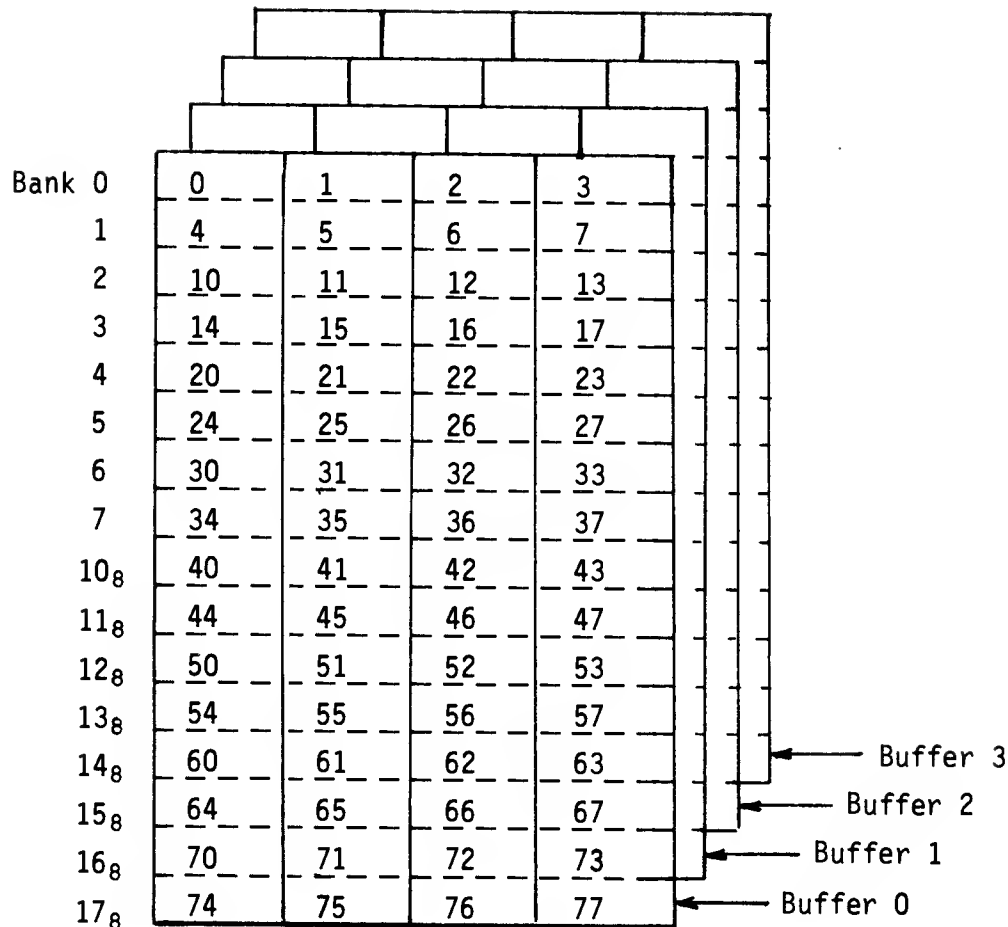 Bank 0 0 1 2 3
1 4 5 6 7
2 10 11 12 13
3 14 15 16 17
4 20 21 22 23
5 24 25 26 27
6 30 31 32 33
7 34 35 36 37
10₈ 40 41 42 43
11₈ 44 45 46 47
12₈ 50 51 52 53
13₈ 54 55 56 57
14₈ 60 61 62 63
Buffer 3
15₈ 64 65 66 67
Buffer 2
16₈ 70 71 72 73
Buffer 1
17₈ 74 75 76 77
Buffer 0